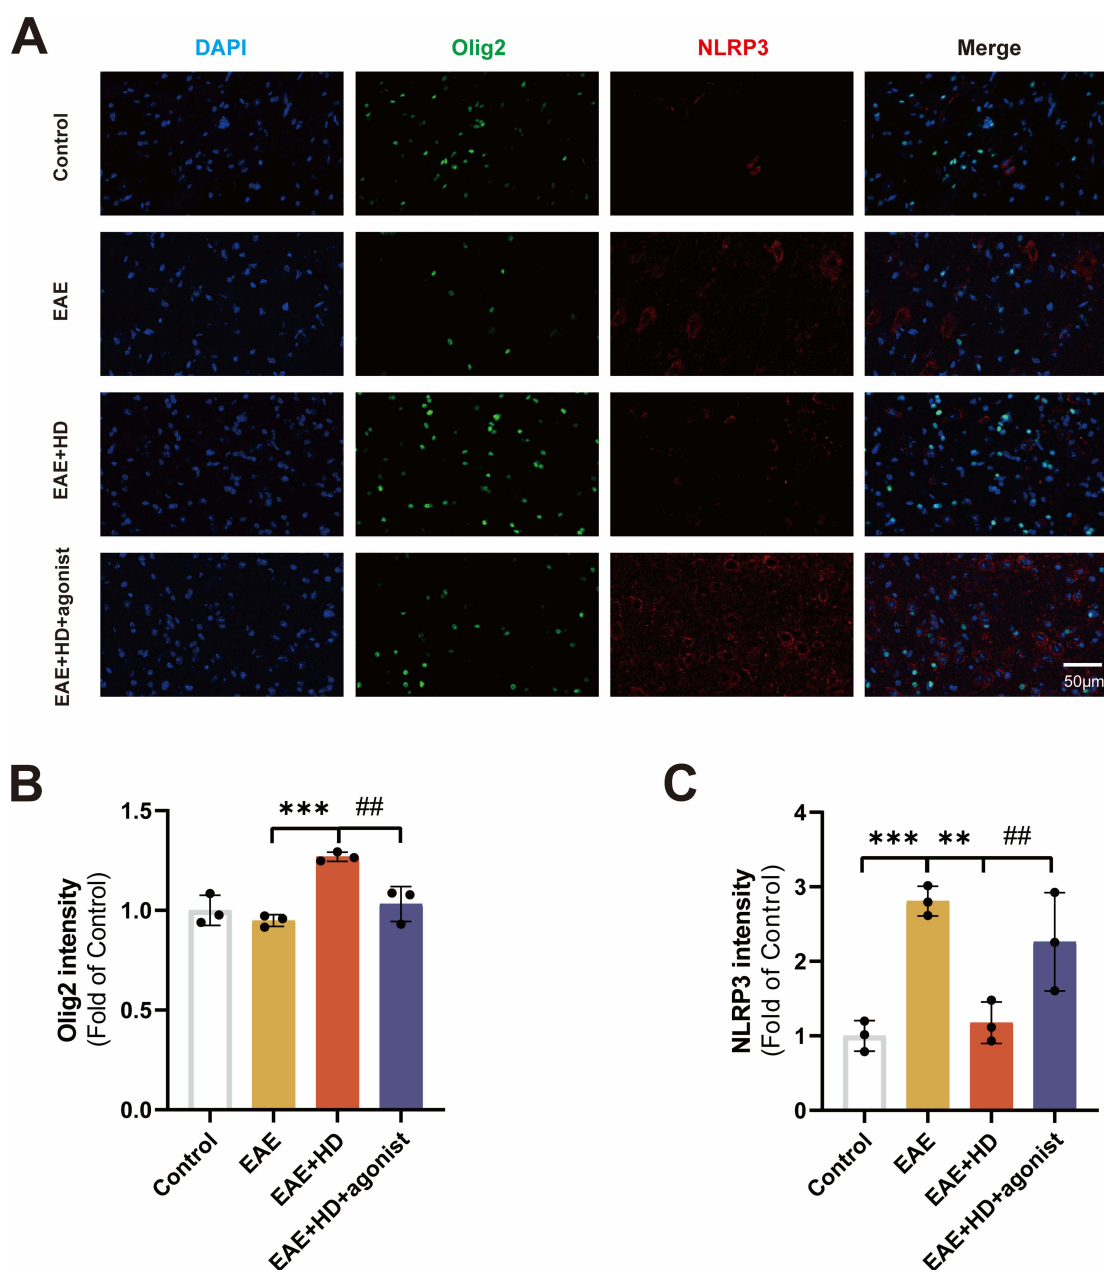 A
DAPI Olig2 NLRP3 Merge
Control
EAE
EAE+HD
EAE+HD+agonist
50μm
B
Olig2 intensity
(Fold of Control)
1.5
1.0
0.5
0.0
*** ##
Control
EAE
EAE+HD
EAE+HD+agonist
C
NLRP3 intensity
(Fold of Control)
4
3
2
1
0
*** ** ##
Control
EAE
EAE+HD
EAE+HD+agonist